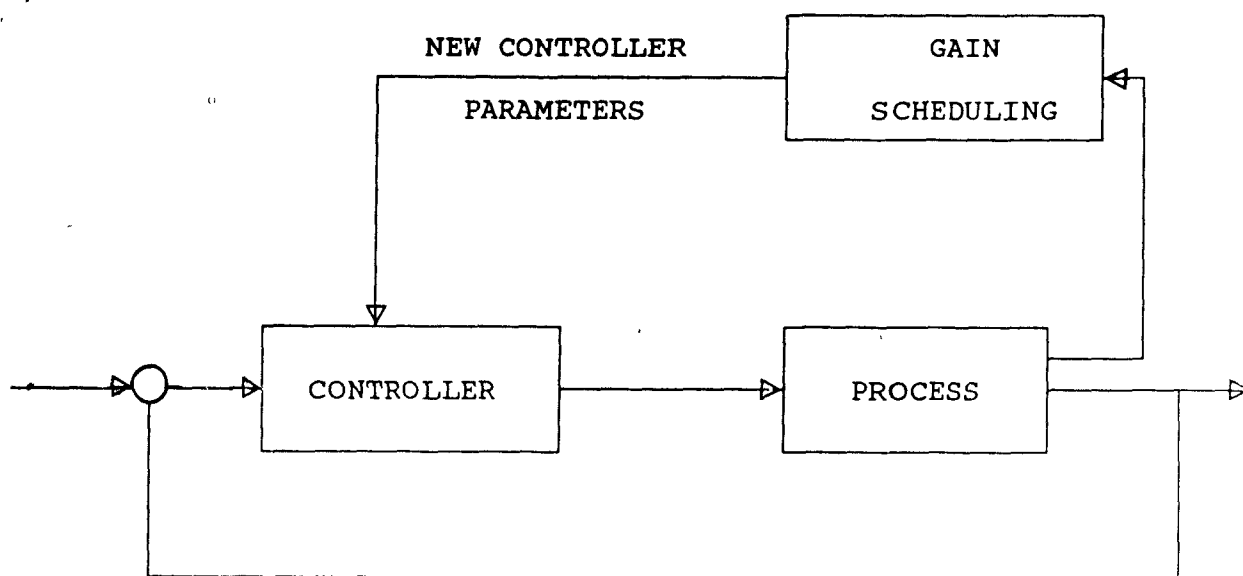 NEW CONTROLLER
PARAMETERS
GAIN
SCHEDULING
CONTROLLER
PROCESS